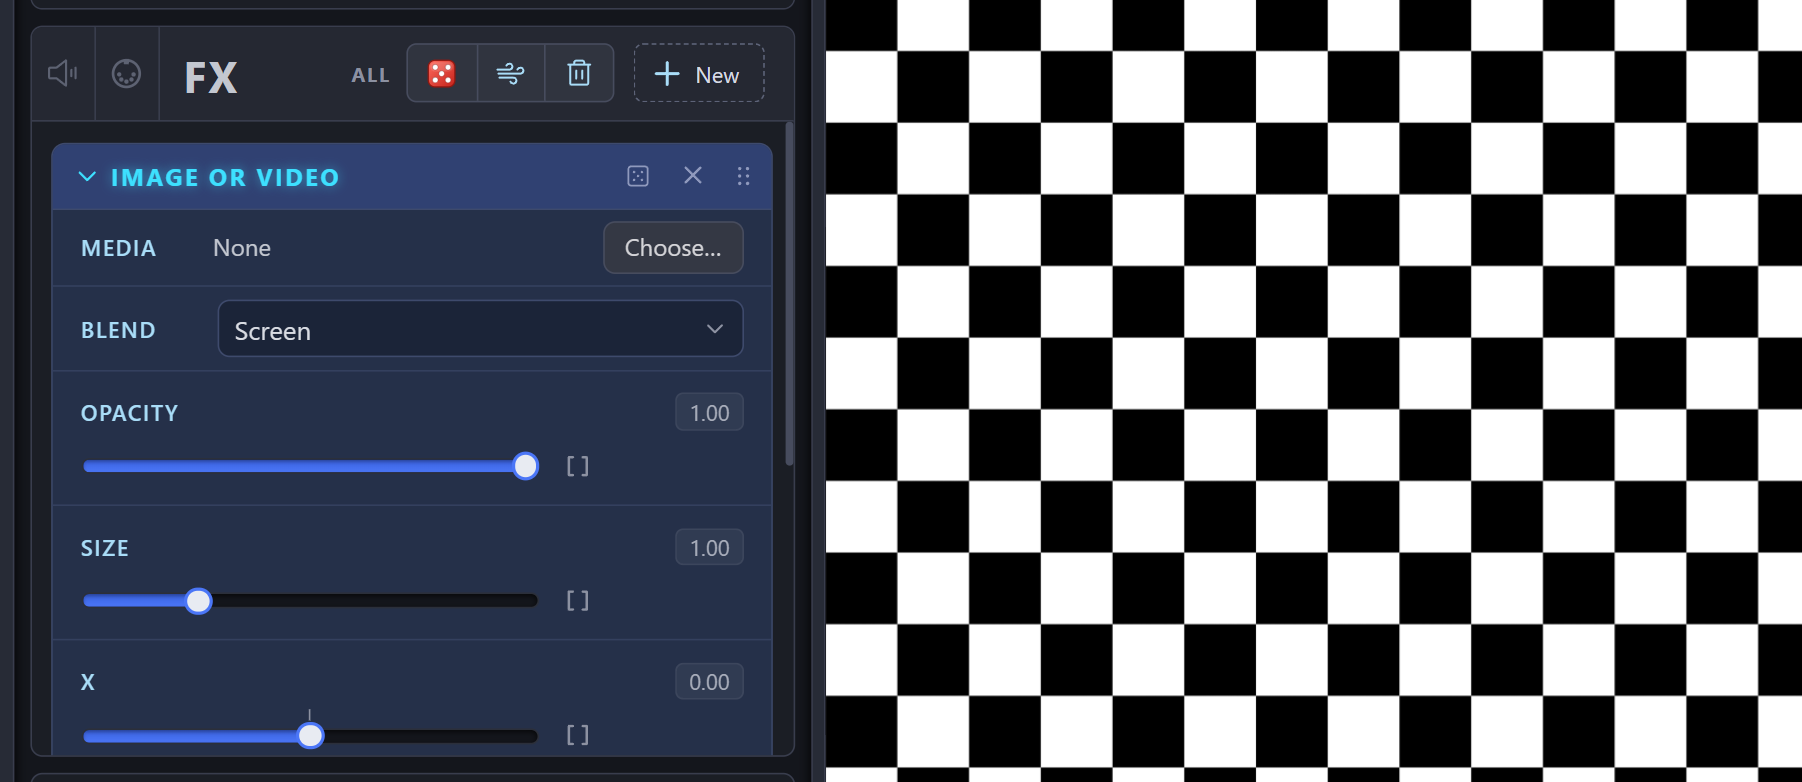 FX ALL New
IMAGE OR VIDEO
MEDIA None Choose...
BLEND Screen
OPACITY 1.00
[ ]
SIZE 1.00
[ ]
X 0.00
[ ]